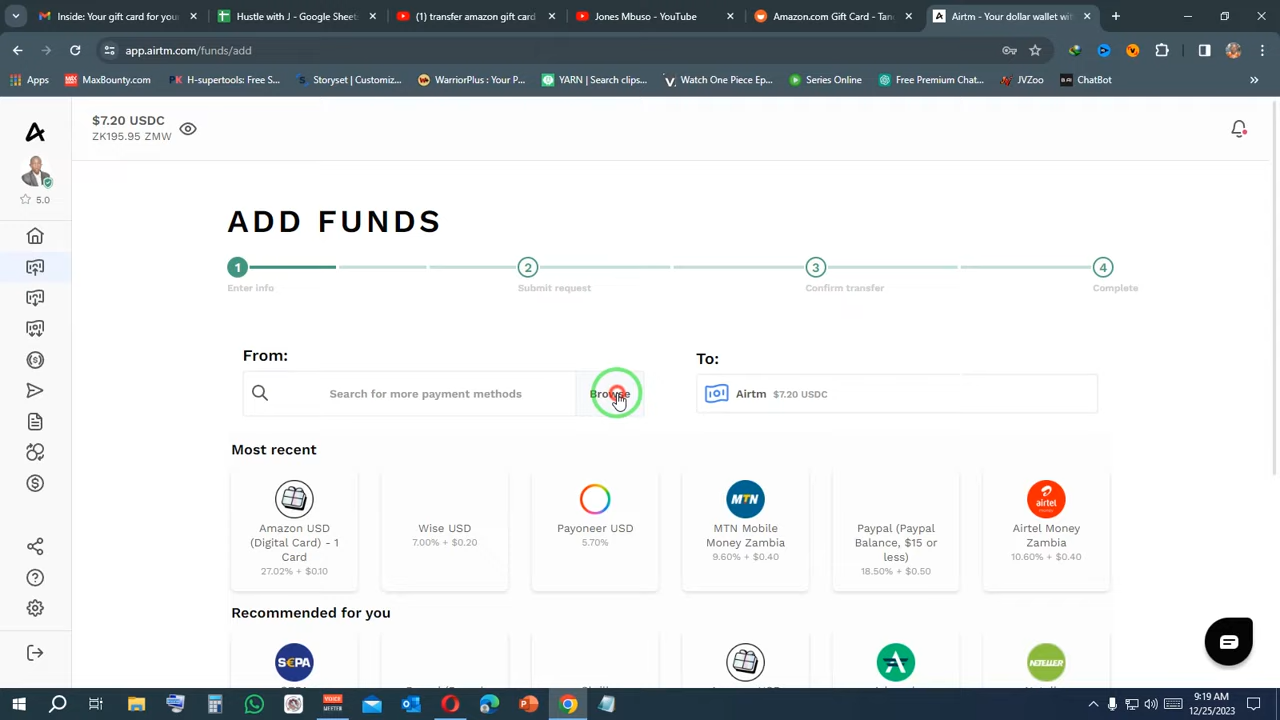 Inside: Your gift card for your
Hustle with J - Google Sheets
(1) transfer amazon gift card
Jones Mbuso - YouTube
Amazon.com Gift Card - Tan
Airtm - Your dollar wallet with
app.airtm.com/funds/add
Apps
MaxBounty.com
H-supertools: Free S...
Storyset | Customiz...
WarriorPlus : Your P...
YARN | Search clips...
Watch One Piece Ep...
Series Online
Free Premium Chat...
JVZoo
ChatBot
$7.20 USDC
ZK195.95 ZMW
5.0
ADD FUNDS
1 2 3 4
Enter info Submit request Confirm transfer Complete
From: To:
Search for more payment methods Browse Airtm $7.20 USDC
Most recent
Amazon USD
(Digital Card) - 1
Card
27.02% + $0.10
Wise USD
7.00% + $0.20
Payoneer USD
5.70%
MTN
MTN Mobile
Money Zambia
9.60% + $0.40
Paypal (Paypal
Balance, $15 or
less)
18.50% + $0.50
airtel
Airtel Money
Zambia
10.60% + $0.40
Recommended for you
SEPA
NETELLER
9:19 AM
12/25/2023